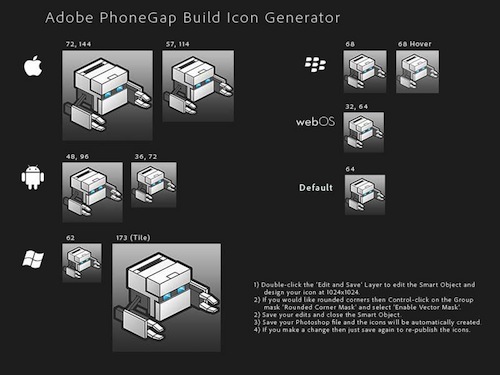 Adobe PhoneGap Build Icon Generator
72, 144
57, 114
68
68 Hover
webOS
32, 64
48, 96
36, 72
Default
64
62
173 (Tile)
1) Double-click the 'Edit and Save' Layer to edit the Smart Object and
design your icon at 1024x1024.
2) If you would like rounded corners then Control-click on the Group
mask 'Rounded Corner Mask' and select 'Enable Vector Mask'.
2) Save your edits and close the Smart Object.
3) Save your Photoshop file and the icons will be automatically created.
4) If you make a change then just save again to re-publish the icons.